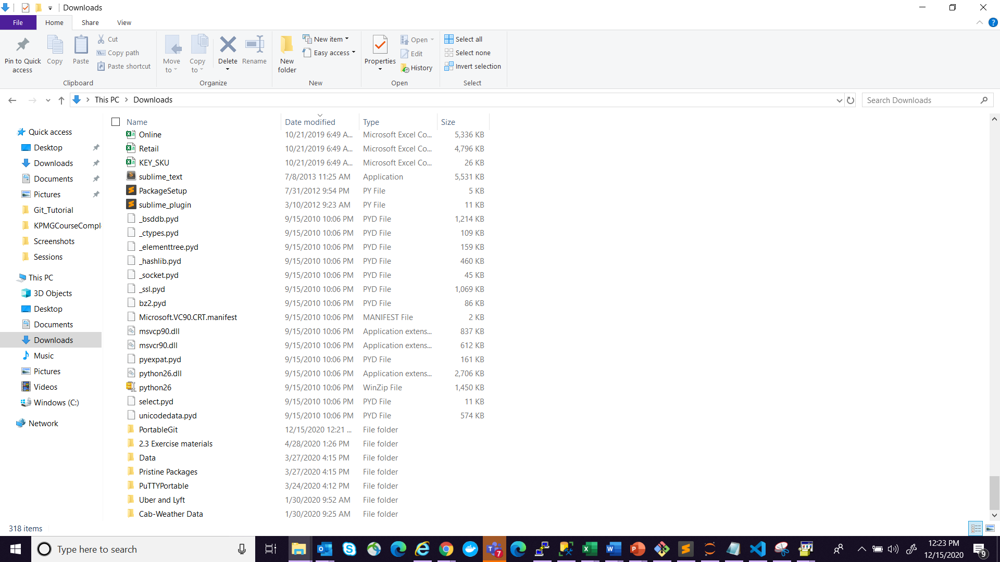 Downloads
File Home Share View
Pin to Quick access
Copy
Paste
Cut
Copy path
Paste shortcut
Clipboard
Move to
Copy to
Delete
Rename
Organize
New folder
New item
Easy access
New
Properties
Open
Edit
History
Open
Select all
Select none
Invert selection
Select
This PC Downloads
Search Downloads
Quick access
Desktop
Downloads
Documents
Pictures
Git_Tutorial
KPMGCourseCompl
Screenshots
Sessions
This PC
3D Objects
Desktop
Documents
Downloads
Music
Pictures
Videos
Windows (C:)
Network
Name Date modified Type Size
Online 10/21/2019 6:49 A... Microsoft Excel Co... 5,336 KB
Retail 10/21/2019 6:49 A... Microsoft Excel Co... 4,796 KB
KEY_SKU 10/21/2019 6:49 A... Microsoft Excel Co... 26 KB
sublime_text 7/8/2013 11:25 AM Application 5,531 KB
PackageSetup 7/31/2012 9:54 PM PY File 5 KB
sublime_plugin 3/10/2012 9:23 AM PY File 11 KB
_bsddb.pyd 9/15/2010 10:06 PM PYD File 1,214 KB
_ctypes.pyd 9/15/2010 10:06 PM PYD File 109 KB
_elementtree.pyd 9/15/2010 10:06 PM PYD File 159 KB
_hashlib.pyd 9/15/2010 10:06 PM PYD File 460 KB
_socket.pyd 9/15/2010 10:06 PM PYD File 45 KB
_ssl.pyd 9/15/2010 10:06 PM PYD File 1,069 KB
bz2.pyd 9/15/2010 10:06 PM PYD File 86 KB
Microsoft.VC90.CRT.manifest 9/15/2010 10:06 PM MANIFEST File 2 KB
msvcp90.dll 9/15/2010 10:06 PM Application extens... 837 KB
msvcr90.dll 9/15/2010 10:06 PM Application extens... 612 KB
pyexpat.pyd 9/15/2010 10:06 PM PYD File 161 KB
python26.dll 9/15/2010 10:06 PM Application extens... 2,706 KB
python26 9/15/2010 10:06 PM WinZip File 1,450 KB
select.pyd 9/15/2010 10:06 PM PYD File 11 KB
unicodedata.pyd 9/15/2010 10:06 PM PYD File 574 KB
PortableGit 12/15/2020 12:21 ... File folder
2.3 Exercise materials 4/28/2020 1:26 PM File folder
Data 3/27/2020 4:15 PM File folder
Pristine Packages 3/27/2020 4:15 PM File folder
PuTTYPortable 3/24/2020 4:12 PM File folder
Uber and Lyft 1/30/2020 9:52 AM File folder
Cab-Weather Data 1/30/2020 9:25 AM File folder
318 items
Type here to search
7
12:23 PM
12/15/2020
9